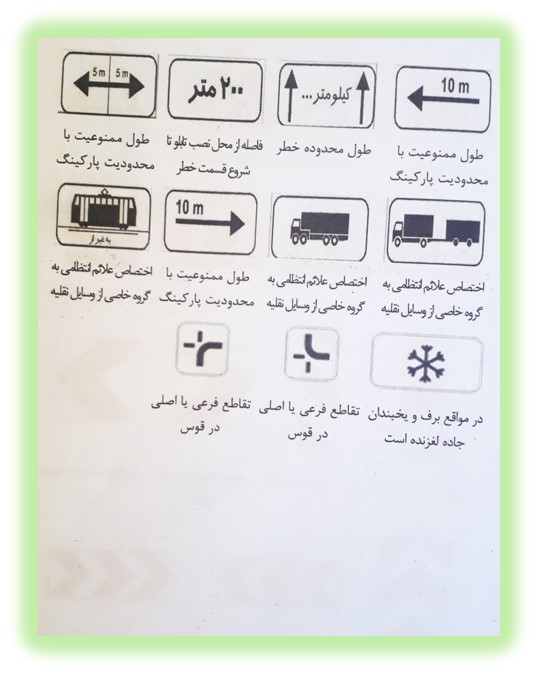 10 m
کیلومتر...
۲۰۰ متر
5 m 5 m
طول ممنوعیت با
محدودیت پارکینگ
طول محدوده خطر
فاصله از محل نصب تابلو تا
شروع قسمت خطر
طول ممنوعیت با
محدودیت پارکینگ
10 m
به غیر از
اختصاص علائم انتظامی به
گروه خاصی از وسایل نقلیه
اختصاص علائم انتظامی به
گروه خاصی از وسایل نقلیه
طول ممنوعیت با
محدودیت پارکینگ
اختصاص علائم انتظامی به
گروه خاصی از وسایل نقلیه
در مواقع برف و یخبندان
جاده لغزنده است
تقاطع فرعی یا اصلی
در قوس
تقاطع فرعی یا اصلی
در قوس